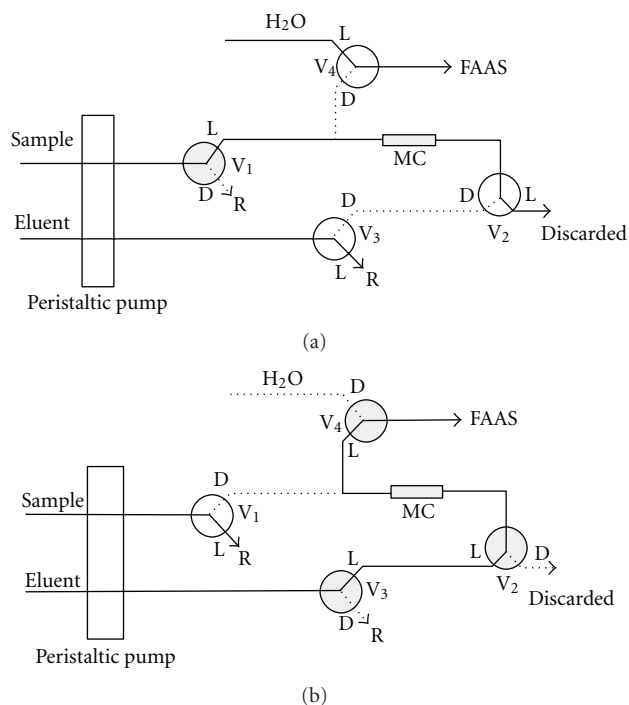 H₂O
L
V₄
FAAS
D
Sample
L
MC
V₁
D
R
D
L
V₂
Discarded
Eluent
D
V₃
L
R
Peristaltic pump
(a)
H₂O
D
V₄
FAAS
L
Sample
D
MC
V₁
L
R
L
D
V₂
Discarded
Eluent
L
V₃
D
R
Peristaltic pump
(b)